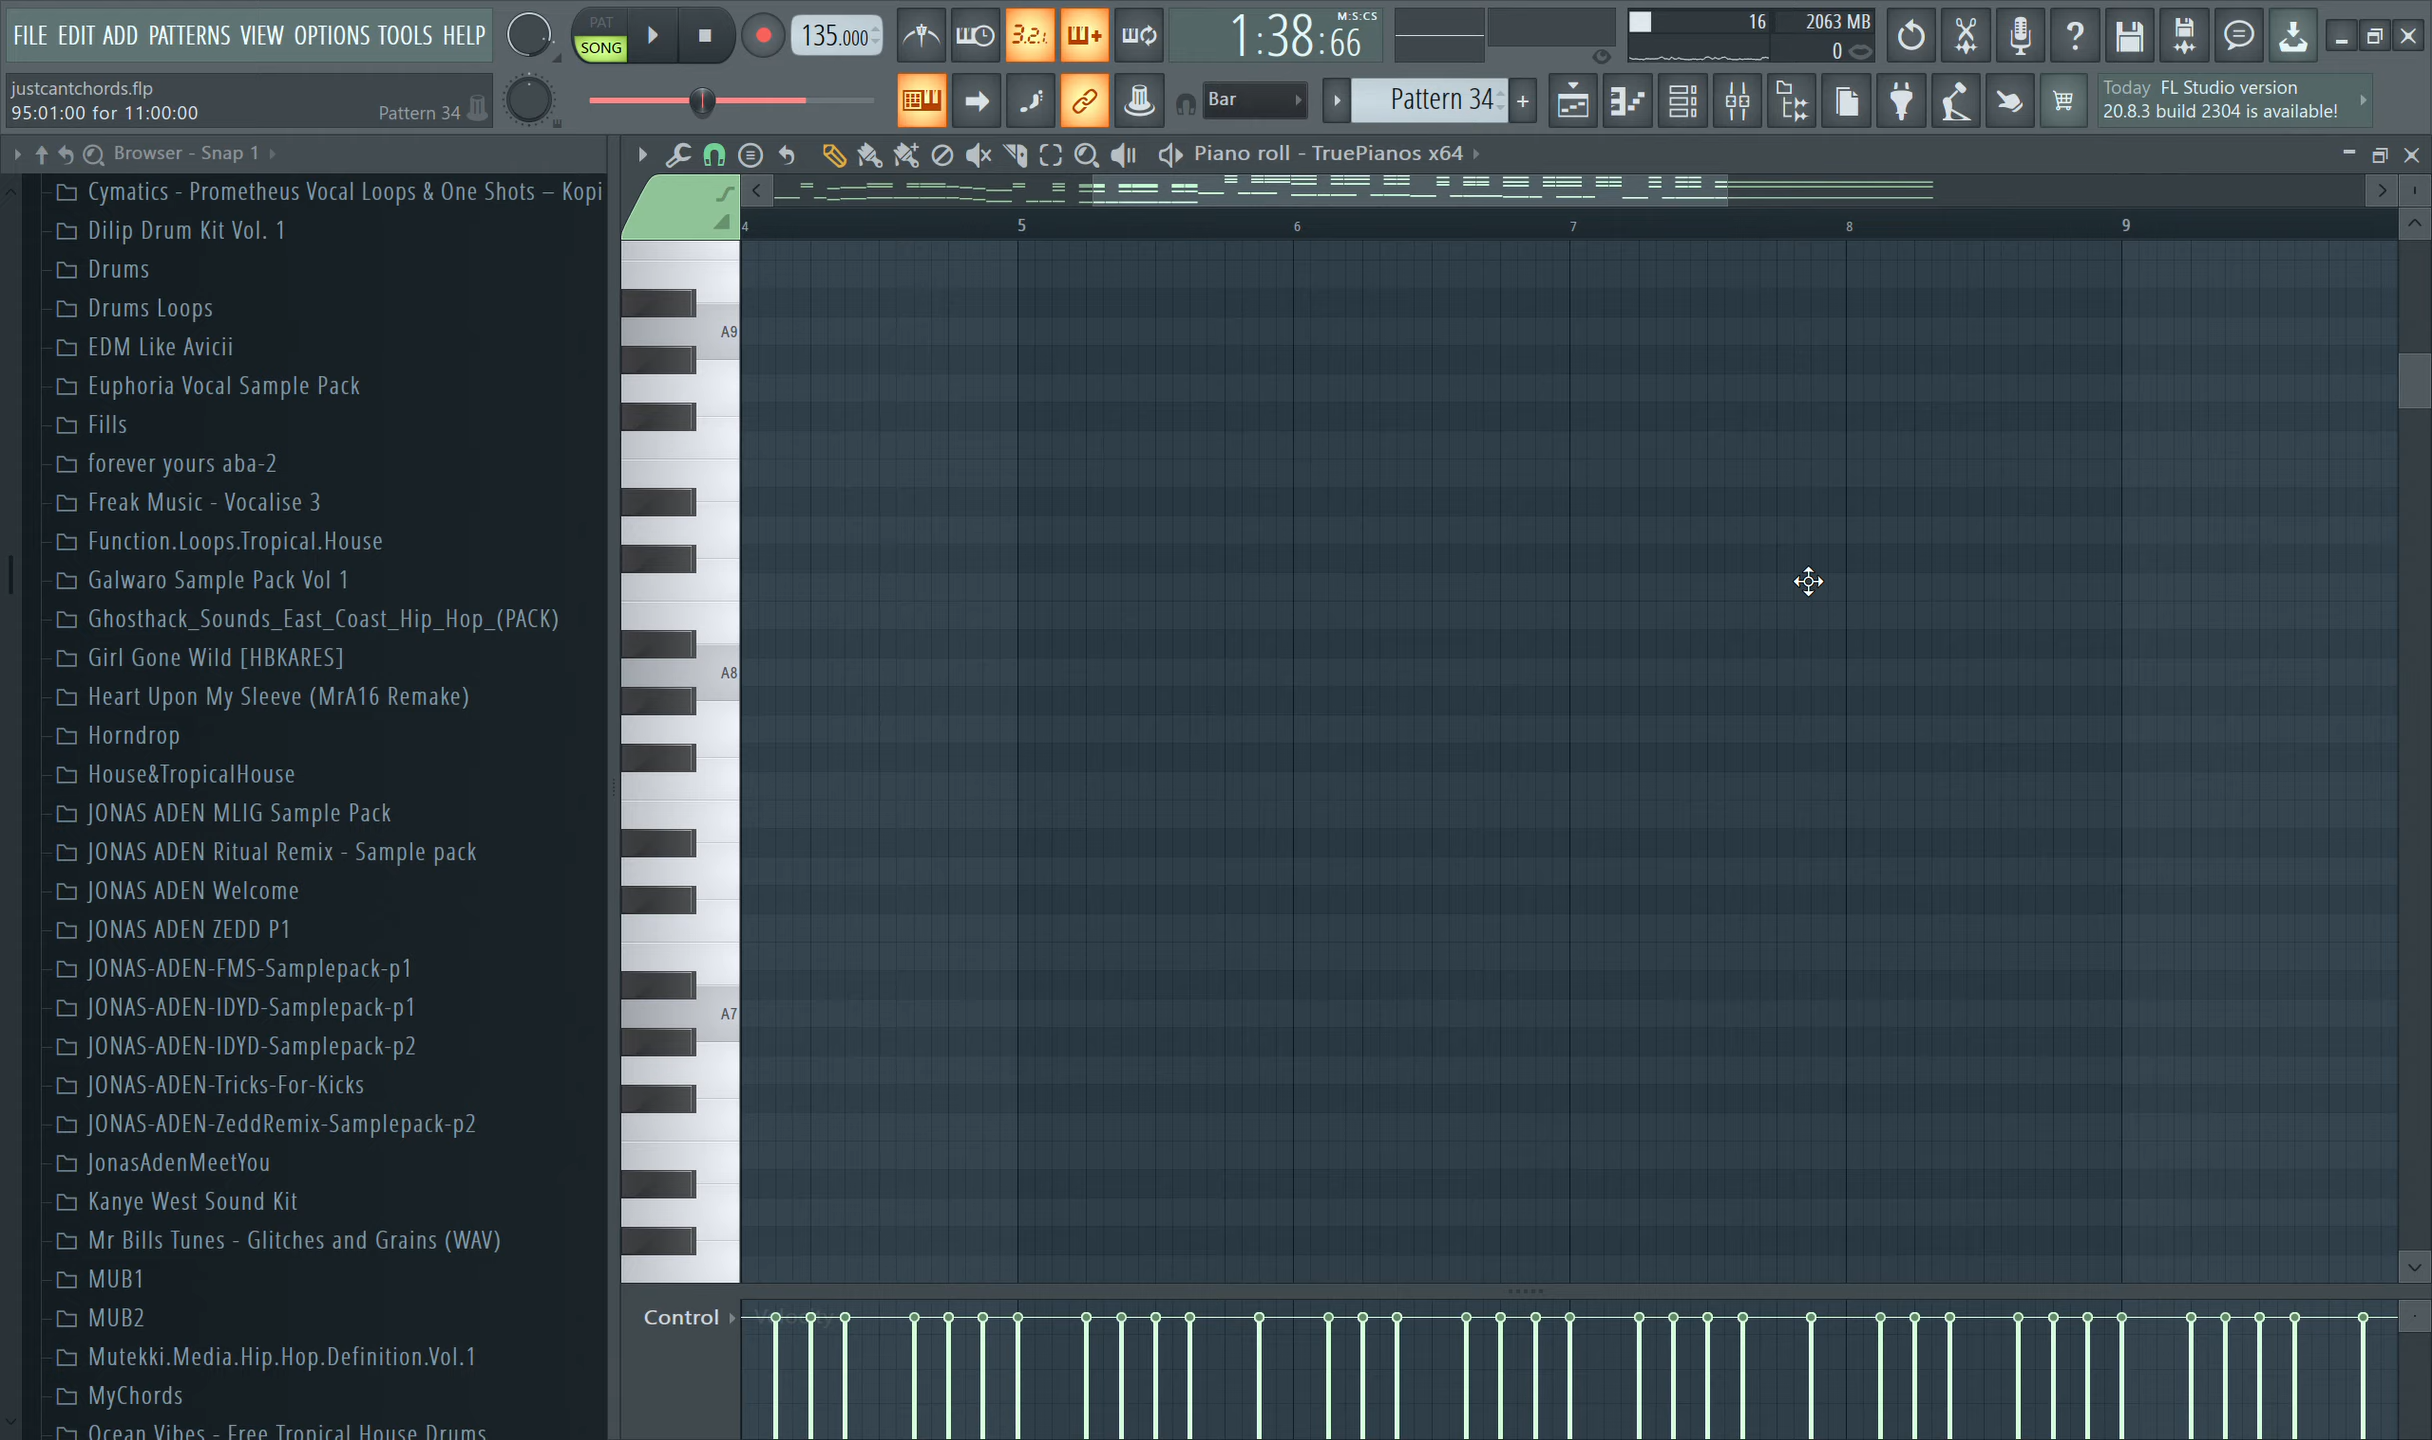 FILE EDIT ADD PATTERNS VIEW OPTIONS TOOLS HELP
PAT
SONG
135.000
3.2.
1:38:66
M:S:CS
16
2063 MB
0
justcantchords.flp
95:01:00 for 11:00:00
Pattern 34
Bar
Pattern 34
+
Today FL Studio version
20.8.3 build 2304 is available!
Browser - Snap 1
Piano roll - TruePianos x64
Cymatics - Prometheus Vocal Loops & One Shots – Kopi
Dilip Drum Kit Vol. 1
Drums
Drums Loops
EDM Like Avicii
Euphoria Vocal Sample Pack
Fills
forever yours aba-2
Freak Music - Vocalise 3
Function.Loops.Tropical.House
Galwaro Sample Pack Vol 1
Ghosthack_Sounds_East_Coast_Hip_Hop_(PACK)
Girl Gone Wild [HBKARES]
Heart Upon My Sleeve (MrA16 Remake)
Horndrop
House&TropicalHouse
JONAS ADEN MLIG Sample Pack
JONAS ADEN Ritual Remix - Sample pack
JONAS ADEN Welcome
JONAS ADEN ZEDD P1
JONAS-ADEN-FMS-Samplepack-p1
JONAS-ADEN-IDYD-Samplepack-p1
JONAS-ADEN-IDYD-Samplepack-p2
JONAS-ADEN-Tricks-For-Kicks
JONAS-ADEN-ZeddRemix-Samplepack-p2
JonasAdenMeetYou
Kanye West Sound Kit
Mr Bills Tunes - Glitches and Grains (WAV)
MUB1
MUB2
Mutekki.Media.Hip.Hop.Definition.Vol.1
MyChords
Ocean Vibes - Free Tropical House Drums
4 5 6 7 8 9
A9
A8
A7
Control
Velocity